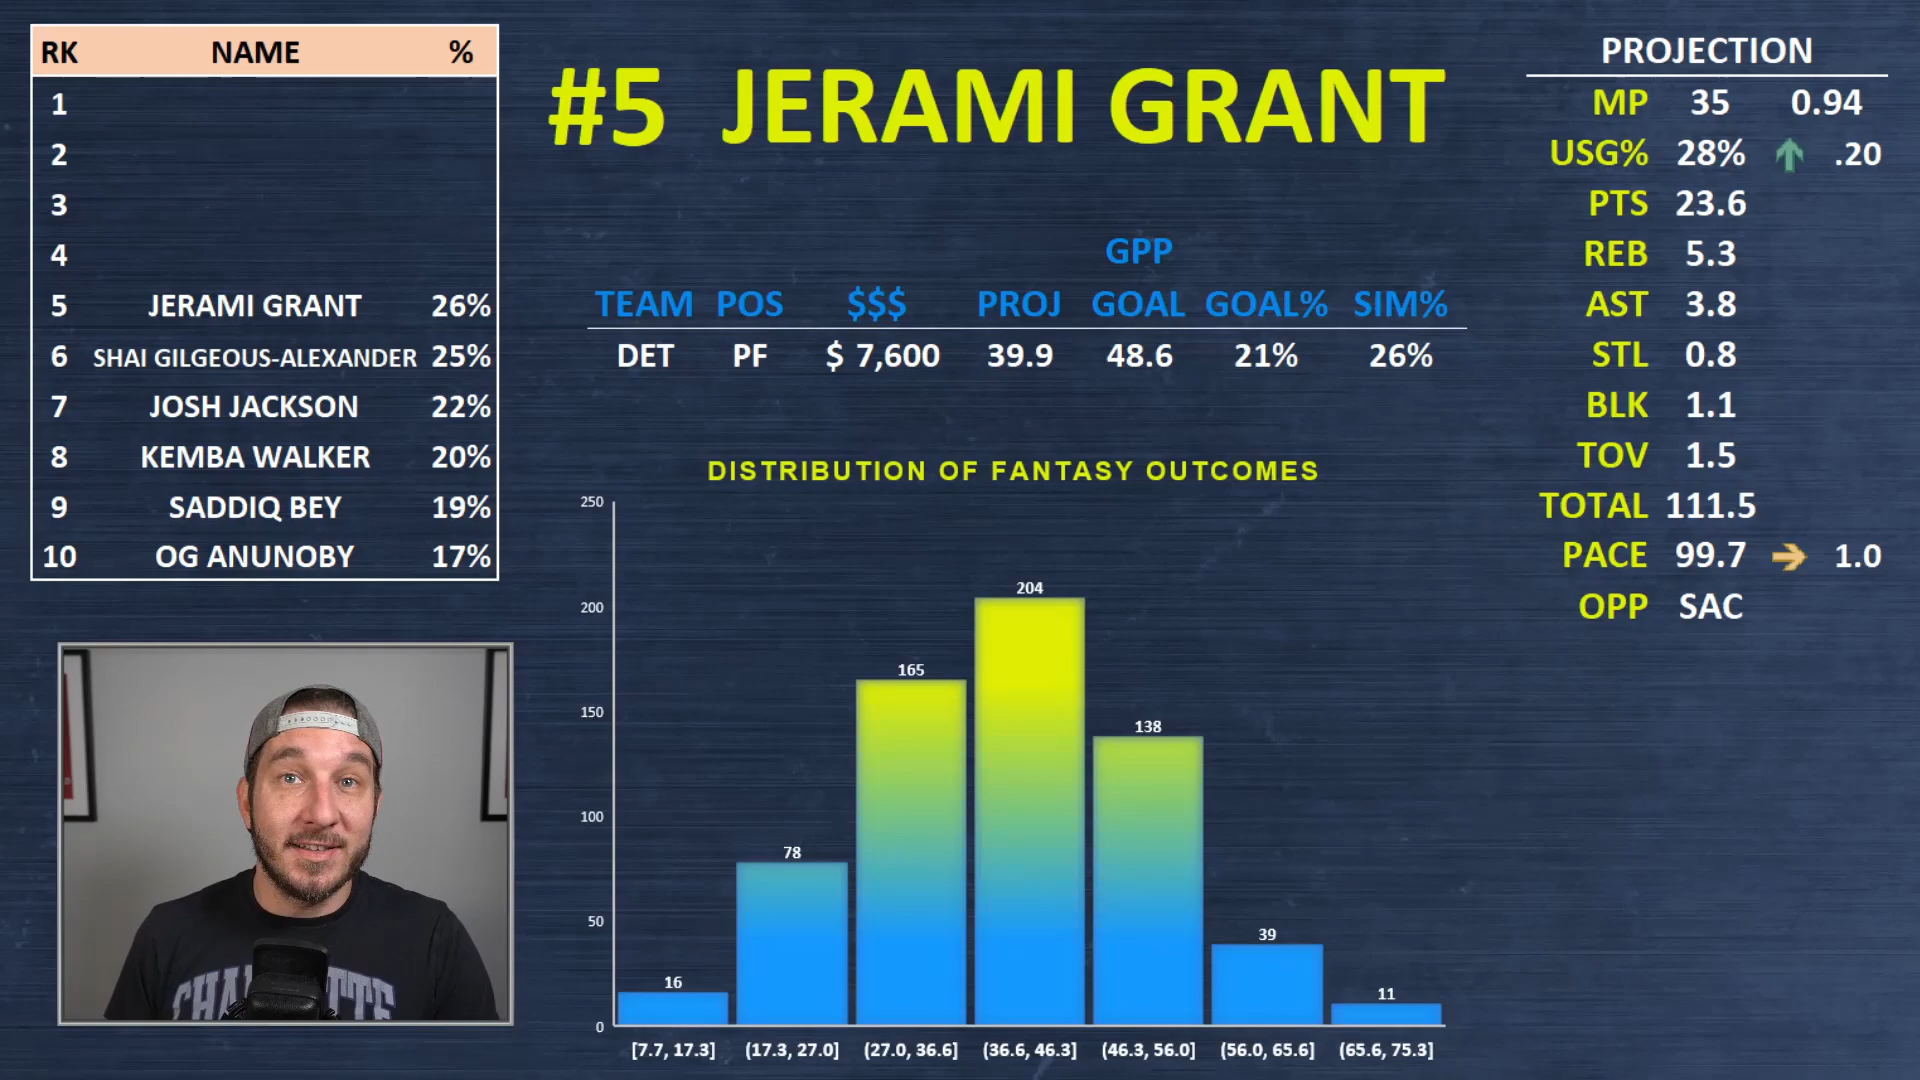 RK NAME %
1
2
3
4
5 JERAMI GRANT 26%
6 SHAI GILGEOUS-ALEXANDER 25%
7 JOSH JACKSON 22%
8 KEMBA WALKER 20%
9 SADDIQ BEY 19%
10 OG ANUNOBY 17%
#5 JERAMI GRANT
GPP
TEAM POS $$$ PROJ GOAL GOAL% SIM%
DET PF $ 7,600 39.9 48.6 21% 26%
DISTRIBUTION OF FANTASY OUTCOMES
250
200
150
100
50
0
16
78
165
204
138
39
11
[7.7, 17.3] (17.3, 27.0] (27.0, 36.6] (36.6, 46.3] (46.3, 56.0] (56.0, 65.6] (65.6, 75.3]
PROJECTION
MP 35 0.94
USG% 28% .20
PTS 23.6
REB 5.3
AST 3.8
STL 0.8
BLK 1.1
TOV 1.5
TOTAL 111.5
PACE 99.7 1.0
OPP SAC